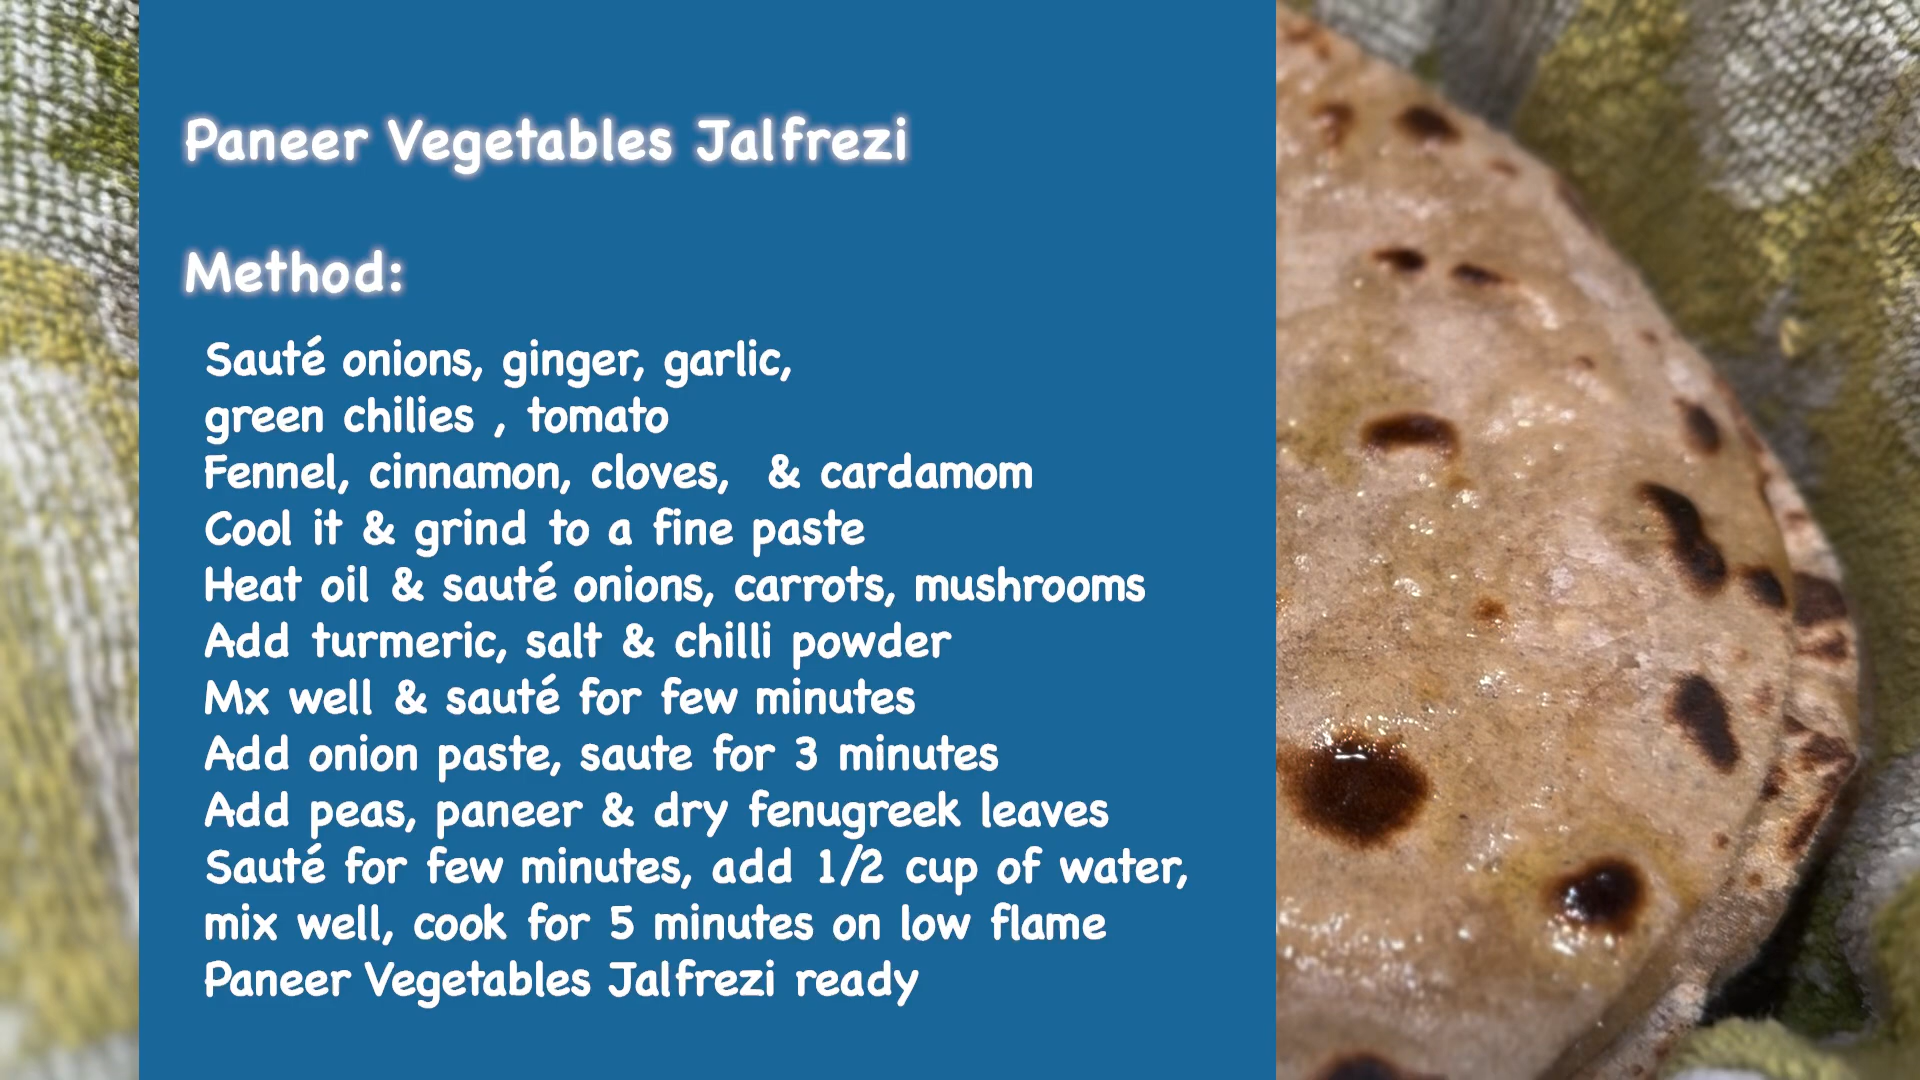 Paneer Vegetables Jalfrezi
Method:
Sauté onions, ginger, garlic,
green chilies , tomato
Fennel, cinnamon, cloves,  & cardamom
Cool it & grind to a fine paste
Heat oil & sauté onions, carrots, mushrooms
Add turmeric, salt & chilli powder
Mx well & sauté for few minutes
Add onion paste, saute for 3 minutes
Add peas, paneer & dry fenugreek leaves
Sauté for few minutes, add 1/2 cup of water,
mix well, cook for 5 minutes on low flame
Paneer Vegetables Jalfrezi ready